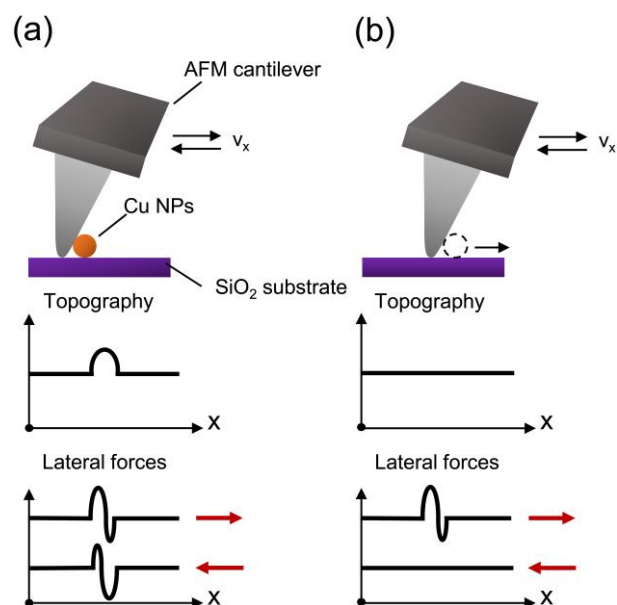 (a)
AFM cantilever
vₓ
Cu NPs
SiO₂ substrate
Topography
X
Lateral forces
X
(b)
vₓ
Topography
X
Lateral forces
X